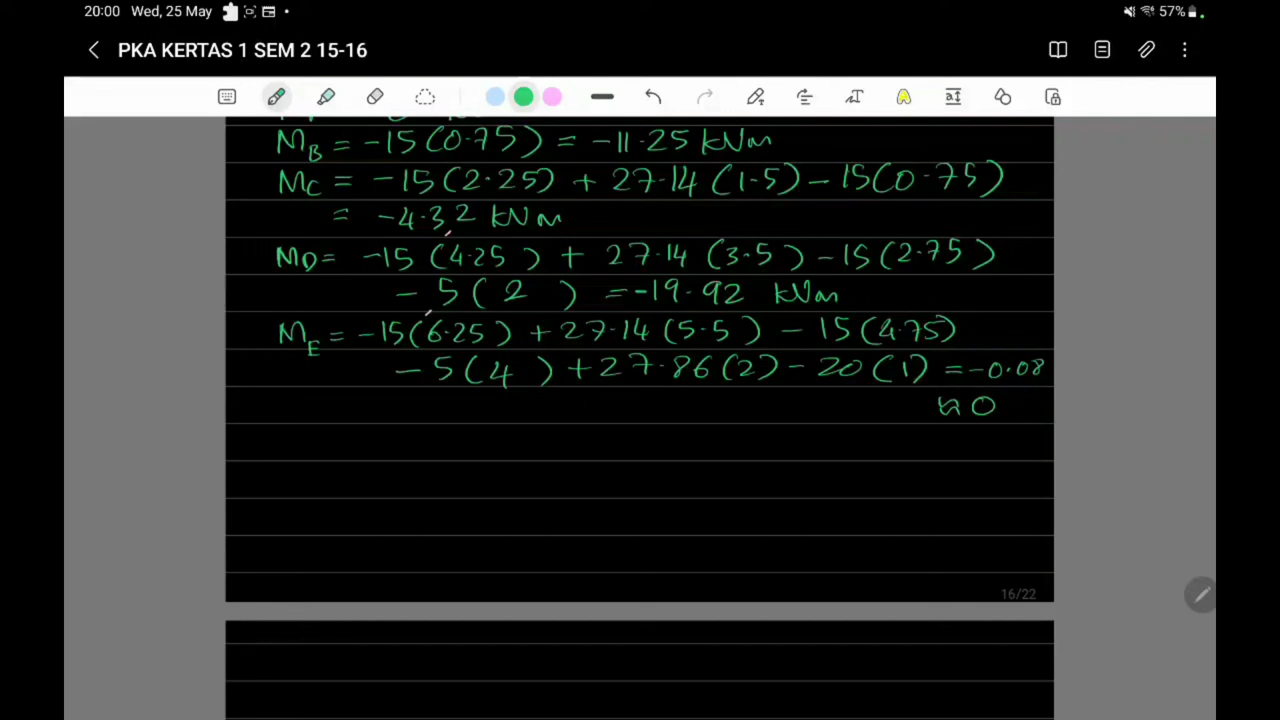 20:00 Wed, 25 May
57%
PKA KERTAS 1 SEM 2 15-16
MB = -15(0.75) = -11.25 kNm
MC = -15(2.25) + 27.14(1.5) - 15(0.75)
= -4.32 kNm
MD = -15(4.25) + 27.14(3.5) - 15(2.75)
- 5(2) = -19.92 kNm
ME = -15(6.25) + 27.14(5.5) - 15(4.75)
- 5(4) + 27.86(2) - 20(1) = -0.08
≈ 0
16/22